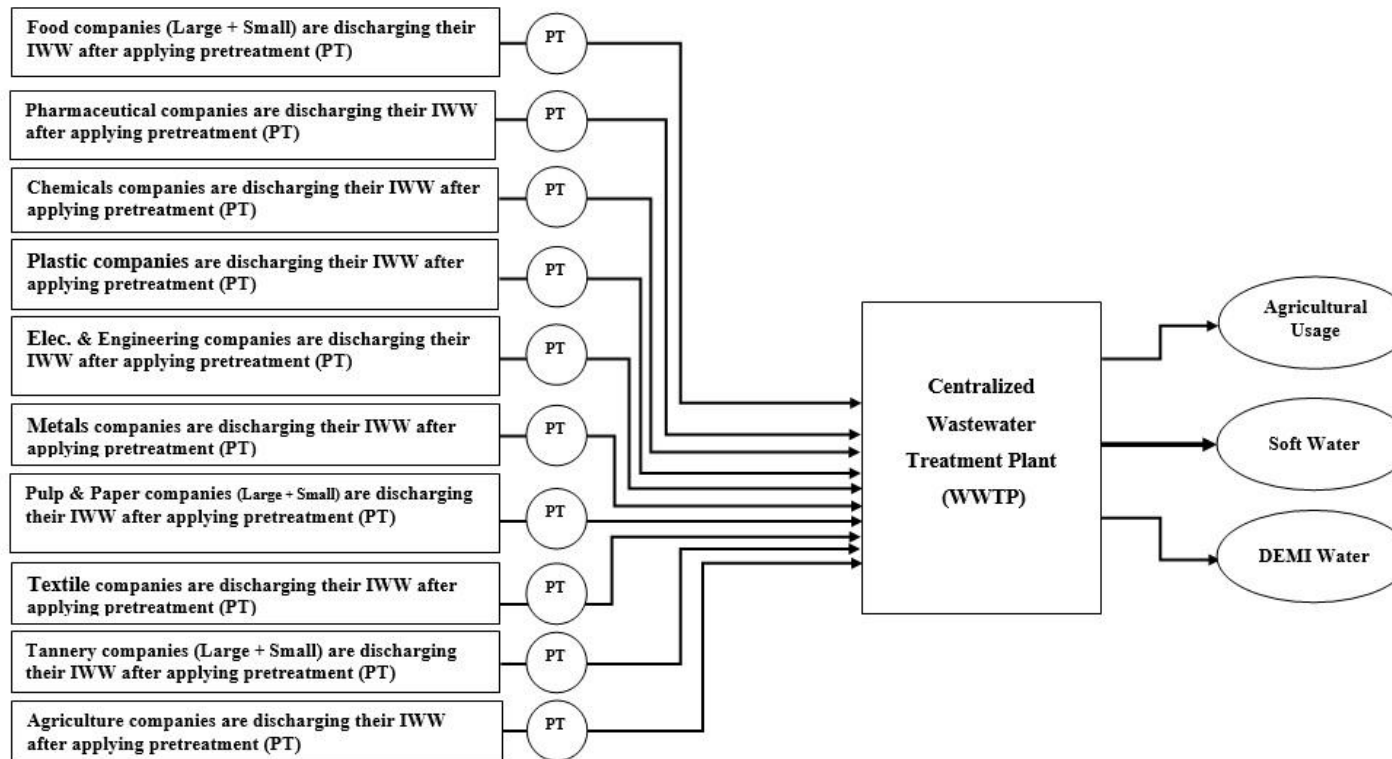 Food companies (Large + Small) are discharging their
IWW after applying pretreatment (PT)
PT
Pharmaceutical companies are discharging their IWW
after applying pretreatment (PT)
PT
Chemicals companies are discharging their IWW after
applying pretreatment (PT)
PT
Plastic companies are discharging their IWW after
applying pretreatment (PT)
PT
Elec. & Engineering companies are discharging their
IWW after applying pretreatment (PT)
PT
Metals companies are discharging their IWW after
applying pretreatment (PT)
PT
Pulp & Paper companies (Large + Small) are discharging
their IWW after applying pretreatment (PT)
PT
Textile companies are discharging their IWW after
applying pretreatment (PT)
PT
Tannery companies (Large + Small) are discharging
their IWW after applying pretreatment (PT)
PT
Agriculture companies are discharging their IWW
after applying pretreatment (PT)
PT
Centralized
Wastewater
Treatment Plant
(WWTP)
Agricultural
Usage
Soft Water
DEMI Water